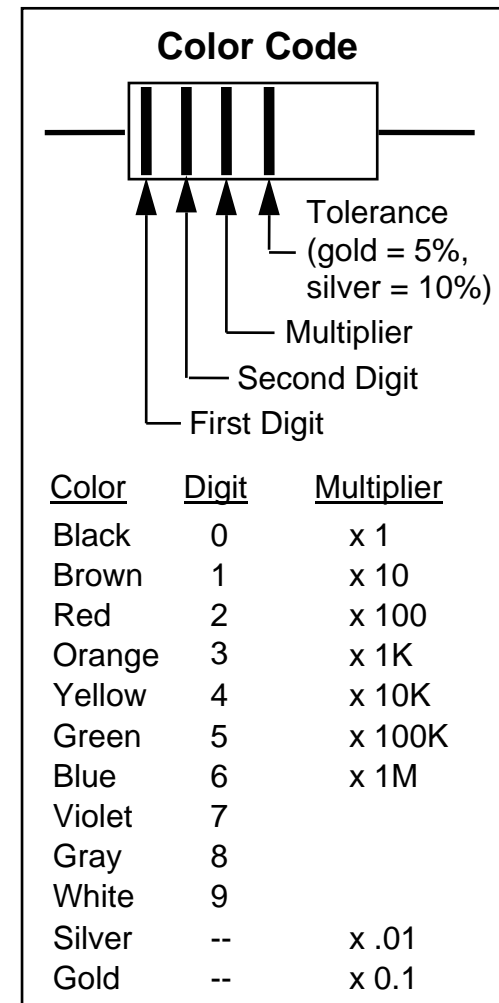 Color Code
Tolerance
(gold = 5%,
silver = 10%)
Multiplier
Second Digit
First Digit
Color Digit Multiplier
Black 0 x 1
Brown 1 x 10
Red 2 x 100
Orange 3 x 1K
Yellow 4 x 10K
Green 5 x 100K
Blue 6 x 1M
Violet 7
Gray 8
White 9
Silver -- x .01
Gold -- x 0.1